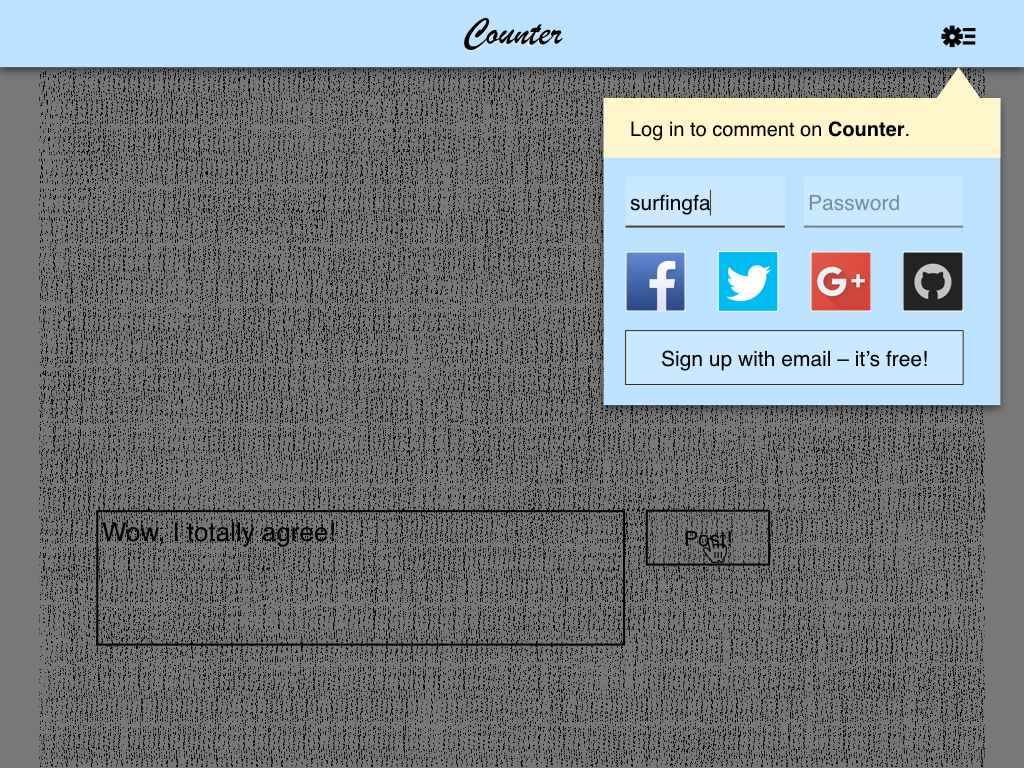 Counter
Log in to comment on Counter.
surfingfa
Password
G+
Sign up with email – it’s free!
Wow, I totally agree!
Post!